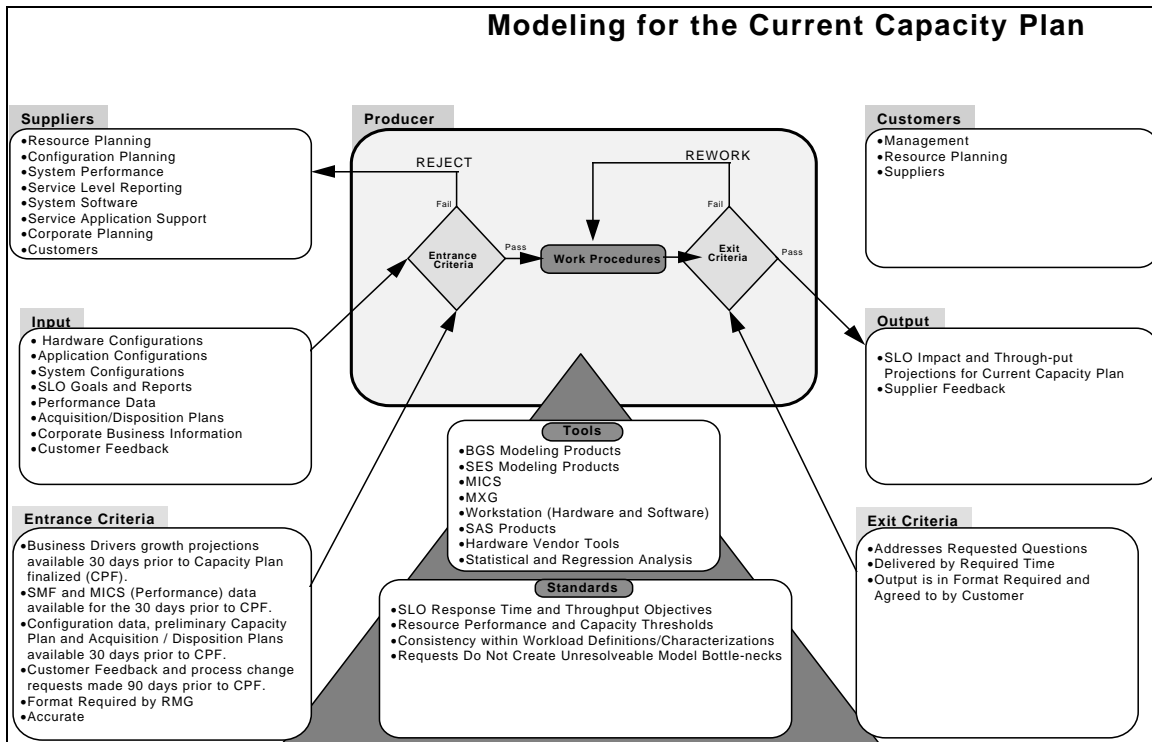 Modeling for the Current Capacity Plan
Suppliers
•Resource Planning
•Configuration Planning
•System Performance
•Service Level Reporting
•System Software
•Service Application Support
•Corporate Planning
•Customers
Producer
REJECT
REWORK
Fail
Fail
Entrance
Criteria
Pass
Work Procedures
Exit
Criteria
Pass
Customers
•Management
•Resource Planning
•Suppliers
Input
• Hardware Configurations
•Application Configurations
•System Configurations
•SLO Goals and Reports
•Performance Data
•Acquisition/Disposition Plans
•Corporate Business Information
•Customer Feedback
Output
•SLO Impact and Through-put
Projections for Current Capacity Plan
•Supplier Feedback
Tools
•BGS Modeling Products
•SES Modeling Products
•MICS
•MXG
•Workstation (Hardware and Software)
•SAS Products
•Hardware Vendor Tools
•Statistical and Regression Analysis
Entrance Criteria
•Business Drivers growth projections
available 30 days prior to Capacity Plan
finalized (CPF).
•SMF and MICS (Performance) data
available for the 30 days prior to CPF.
•Configuration data, preliminary Capacity
Plan and Acquisition / Disposition Plans
available 30 days prior to CPF.
•Customer Feedback and process change
requests made 90 days prior to CPF.
•Format Required by RMG
•Accurate
Standards
•SLO Response Time and Throughput Objectives
•Resource Performance and Capacity Thresholds
•Consistency within Workload Definitions/Characterizations
•Requests Do Not Create Unresolveable Model Bottle-necks
Exit Criteria
•Addresses Requested Questions
•Delivered by Required Time
•Output is in Format Required and
Agreed to by Customer